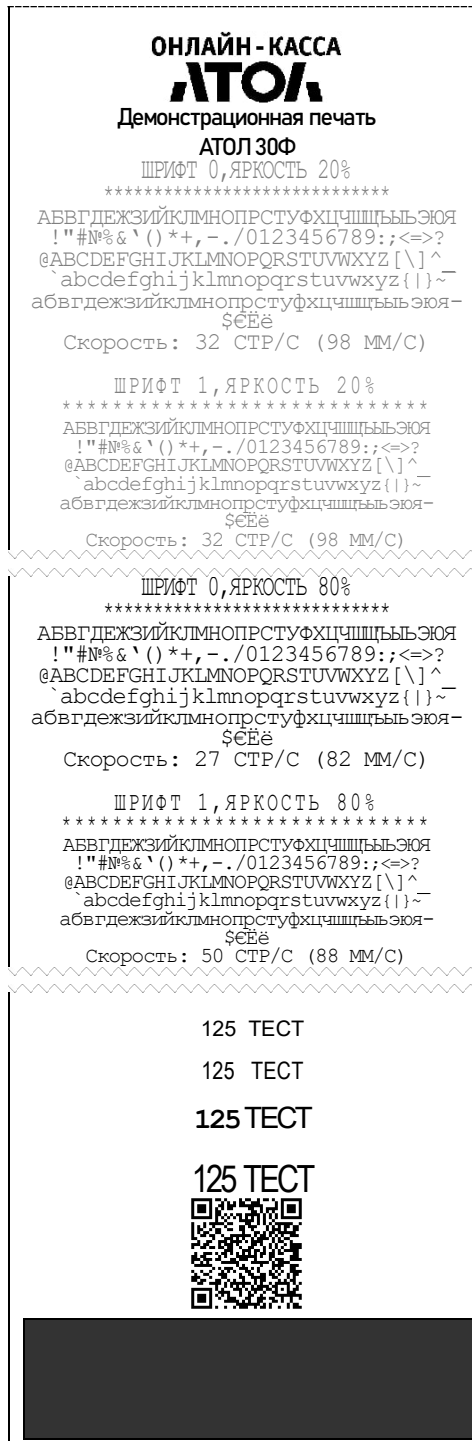 ОНЛАЙН-КАССА
АТОЛ
Демонстрационная печать
АТОЛ 30Ф
ШРИФТ 0,ЯРКОСТЬ 20%
*****************************
АБВГДЕЖЗИЙКЛМНОПРСТУФХЦЧШЩЪЫЬЭЮЯ
!"#№%&`()*+,-./0123456789:;<=>?
@ABCDEFGHIJKLMNOPQRSTUVWXYZ[\]^_
`abcdefghijklmnopqrstuvwxyz{|}~
абвгдежзийклмнопрстуфхцчшщъыьэюя-
$€Ёё
Скорость: 32 СТР/С (98 ММ/С)
ШРИФТ 1,ЯРКОСТЬ 20%
* * * * * * * * * * * * * * * * * * * * * * * * * * * * *
АБВГДЕЖЗИЙКЛМНОПРСТУФХЦЧШЩЪЫЬЭЮЯ
!"#№%&`()*+,-./0123456789:;<=>?
@ABCDEFGHIJKLMNOPQRSTUVWXYZ[\]^_
`abcdefghijklmnopqrstuvwxyz{|}~
абвгдежзийклмнопрстуфхцчшщъыьэюя-
$€Ёё
Скорость: 32 СТР/С (98 ММ/С)
ШРИФТ 0,ЯРКОСТЬ 80%
*****************************
АБВГДЕЖЗИЙКЛМНОПРСТУФХЦЧШЩЪЫЬЭЮЯ
!"#№%&`()*+,-./0123456789:;<=>?
@ABCDEFGHIJKLMNOPQRSTUVWXYZ[\]^_
`abcdefghijklmnopqrstuvwxyz{|}~
абвгдежзийклмнопрстуфхцчшщъыьэюя-
$€Ёё
Скорость: 27 СТР/С (82 ММ/С)
ШРИФТ 1,ЯРКОСТЬ 80%
* * * * * * * * * * * * * * * * * * * * * * * * * * * * *
АБВГДЕЖЗИЙКЛМНОПРСТУФХЦЧШЩЪЫЬЭЮЯ
!"#№%&`()*+,-./0123456789:;<=>?
@ABCDEFGHIJKLMNOPQRSTUVWXYZ[\]^_
`abcdefghijklmnopqrstuvwxyz{|}~
абвгдежзийклмнопрстуфхцчшщъыьэюя-
$€Ёё
Скорость: 50 СТР/С (88 ММ/С)
125 ТЕСТ
125 ТЕСТ
125 ТЕСТ
125 ТЕСТ